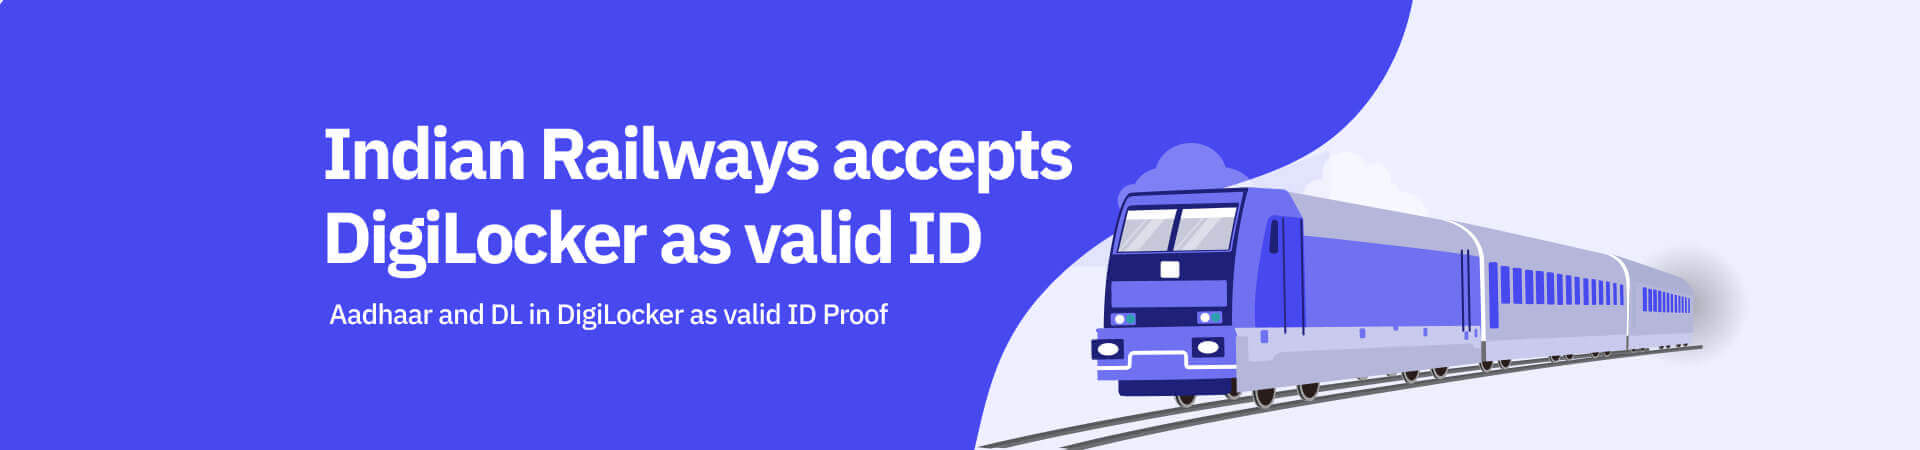 Indian Railways accepts
DigiLocker as valid ID
Aadhaar and DL in DigiLocker as valid ID Proof